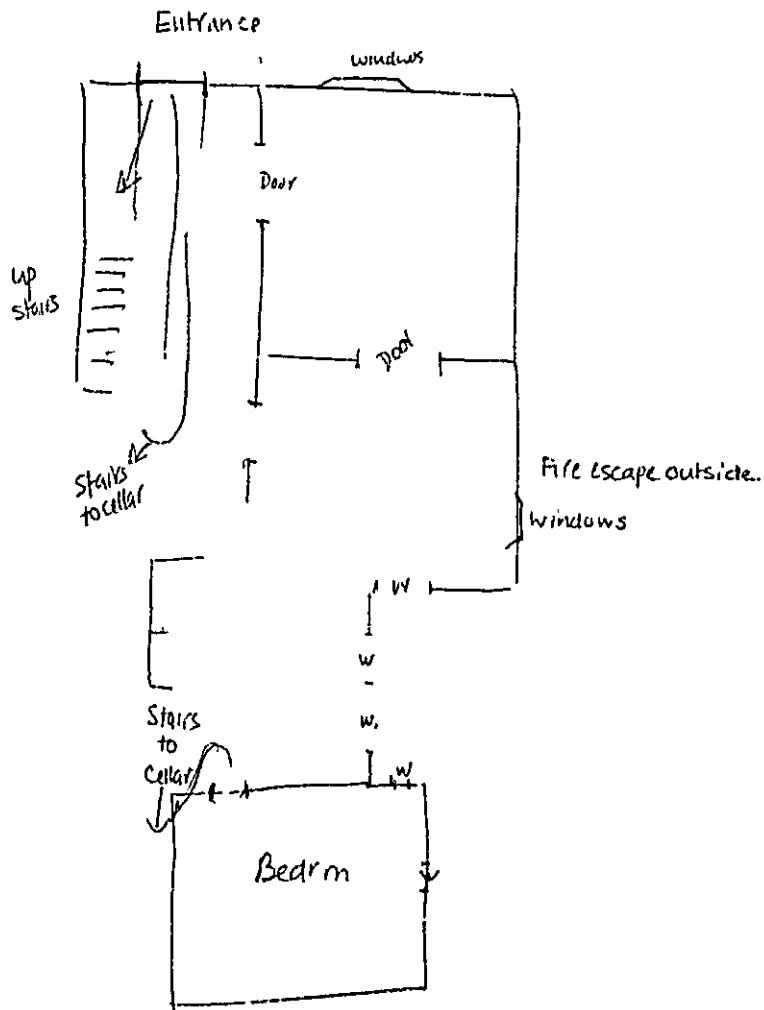 Entrance
windows
Door
up
stairs
Door
Stairs
to cellar
Fire escape outside..
windows
W
W
W.
Stairs
to
Cellar
W
Bedrm